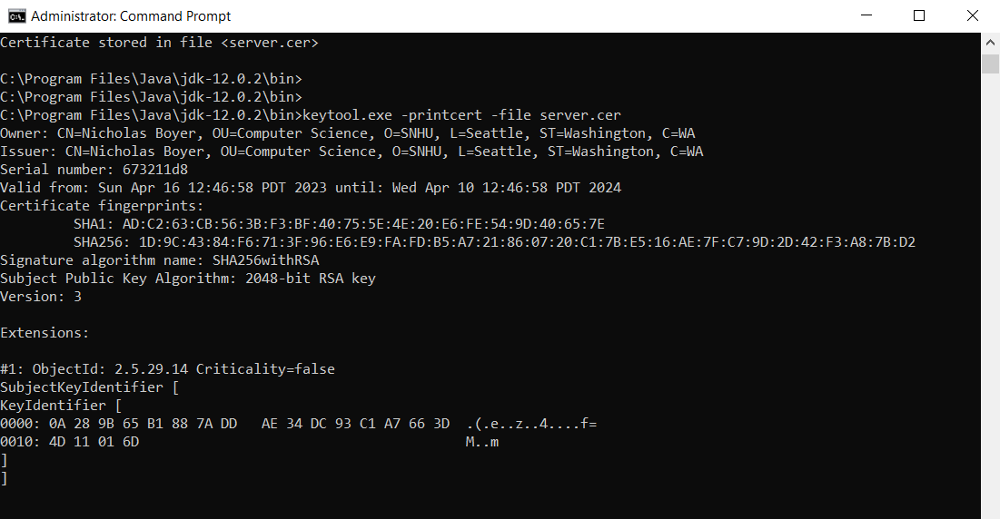 Administrator: Command Prompt
Certificate stored in file <server.cer>
C:\Program Files\Java\jdk-12.0.2\bin>
C:\Program Files\Java\jdk-12.0.2\bin>
C:\Program Files\Java\jdk-12.0.2\bin>keytool.exe -printcert -file server.cer
Owner: CN=Nicholas Boyer, OU=Computer Science, O=SNHU, L=Seattle, ST=Washington, C=WA
Issuer: CN=Nicholas Boyer, OU=Computer Science, O=SNHU, L=Seattle, ST=Washington, C=WA
Serial number: 673211d8
Valid from: Sun Apr 16 12:46:58 PDT 2023 until: Wed Apr 10 12:46:58 PDT 2024
Certificate fingerprints:
         SHA1: AD:C2:63:CB:56:3B:F3:BF:40:75:5E:4E:20:E6:FE:54:9D:40:65:7E
         SHA256: 1D:9C:43:84:F6:71:3F:96:E6:E9:FA:FD:B5:A7:21:86:07:20:C1:7B:E5:16:AE:7F:C7:9D:2D:42:F3:A8:7B:D2
Signature algorithm name: SHA256withRSA
Subject Public Key Algorithm: 2048-bit RSA key
Version: 3
Extensions:
#1: ObjectId: 2.5.29.14 Criticality=false
SubjectKeyIdentifier [
KeyIdentifier [
0000: 0A 28 9B 65 B1 88 7A DD   AE 34 DC 93 C1 A7 66 3D  .(.e..z..4....f=
0010: 4D 11 01 6D                                        M..m
]
]